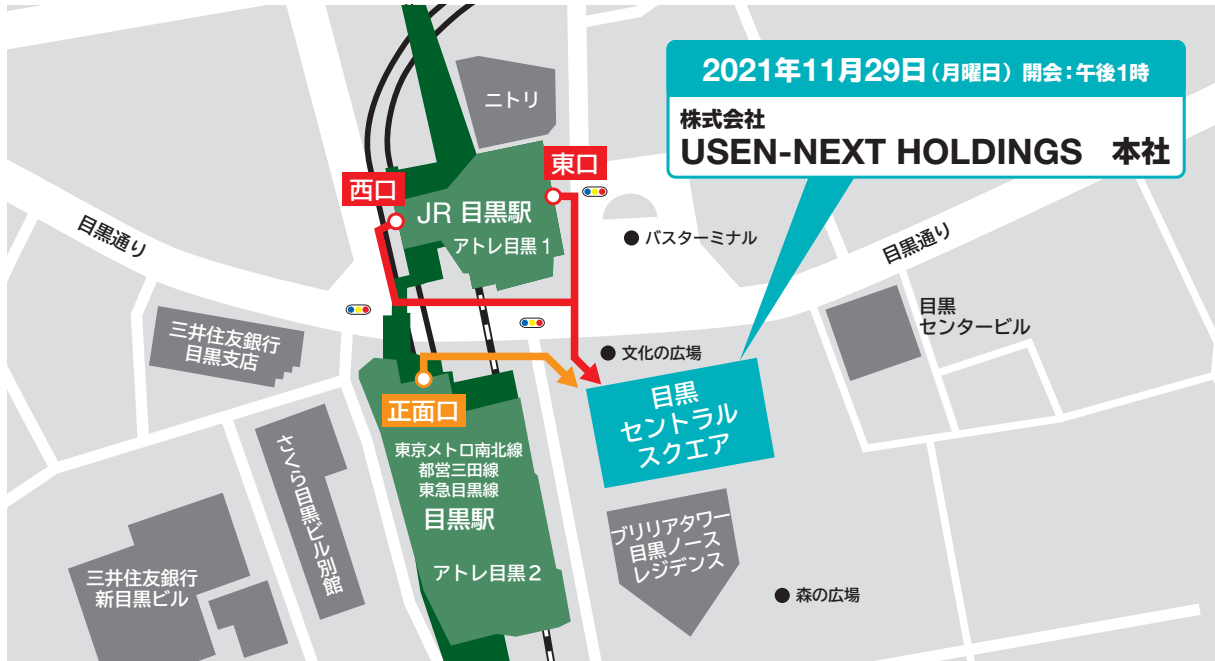 2021年11月29日（月曜日）開会：午後1時
株式会社
USEN-NEXT HOLDINGS 本社
ニトリ
東口
西口
JR 目黒駅
アトレ目黒1
バスターミナル
目黒通り
目黒通り
目黒
センタービル
三井住友銀行
目黒支店
文化の広場
目黒
セントラル
スクエア
正面口
東京メトロ南北線
都営三田線
東急目黒線
目黒駅
アトレ目黒2
さくら目黒ビル別館
三井住友銀行
新目黒ビル
ブリリアタワー
目黒ノース
レジデンス
森の広場